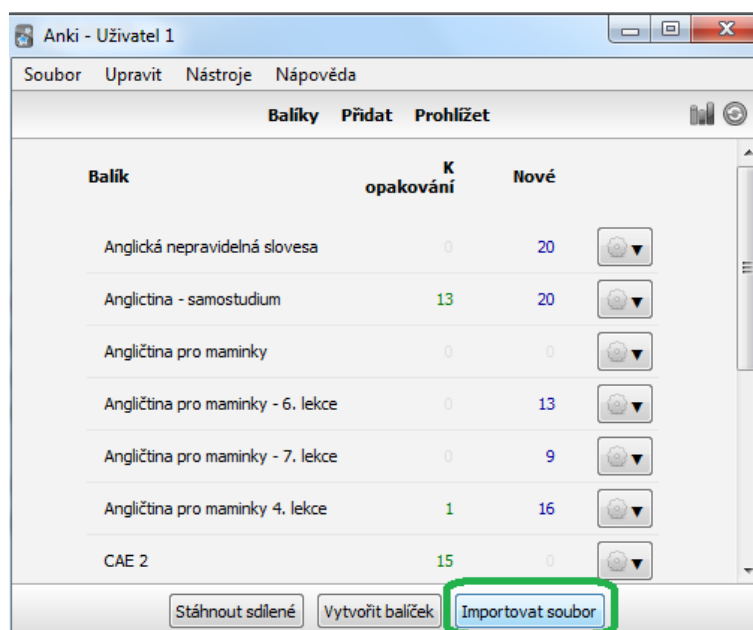 Anki - Uživatel 1
Soubor Upravit Nástroje Nápověda
Balíky Přidat Prohlížet
Balík K opakování Nové
Anglická nepravidelná slovesa 0 20
Anglictina - samostudium 13 20
Angličtina pro maminky 0 0
Angličtina pro maminky - 6. lekce 0 13
Angličtina pro maminky - 7. lekce 0 9
Angličtina pro maminky 4. lekce 1 16
CAE 2 15 0
Stáhnout sdílené Vytvořit balíček Importovat soubor